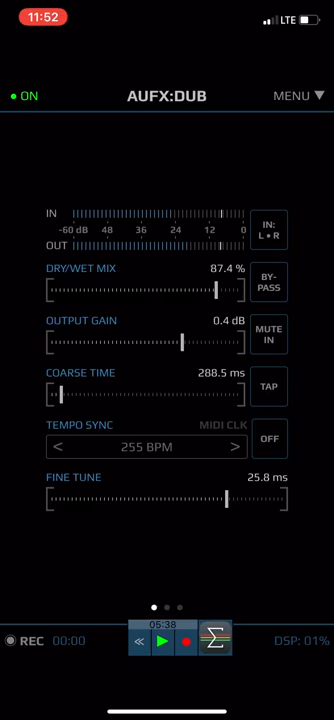 11:52
LTE
ON
AUFX:DUB
MENU ▼
IN
-60 dB 48 36 24 12 0
OUT
IN:
L • R
DRY/WET MIX 87.4 %
BY-
PASS
OUTPUT GAIN 0.4 dB
MUTE
IN
COARSE TIME 288.5 ms
TAP
TEMPO SYNC MIDI CLK
< 255 BPM >
OFF
FINE TUNE 25.8 ms
05:38
REC 00:00
Σ
DSP: 01%